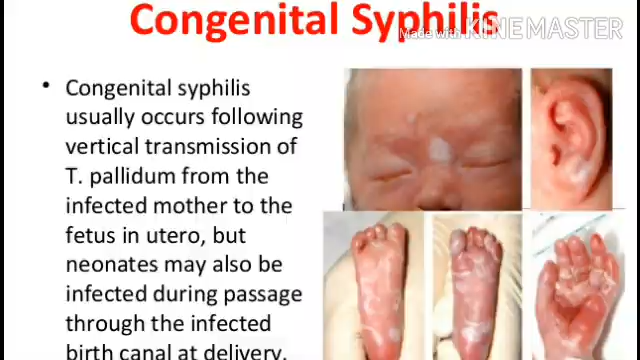 Congenital Syphilis
Made with KINEMASTER
• Congenital syphilis
usually occurs following
vertical transmission of
T. pallidum from the
infected mother to the
fetus in utero, but
neonates may also be
infected during passage
through the infected
birth canal at delivery.